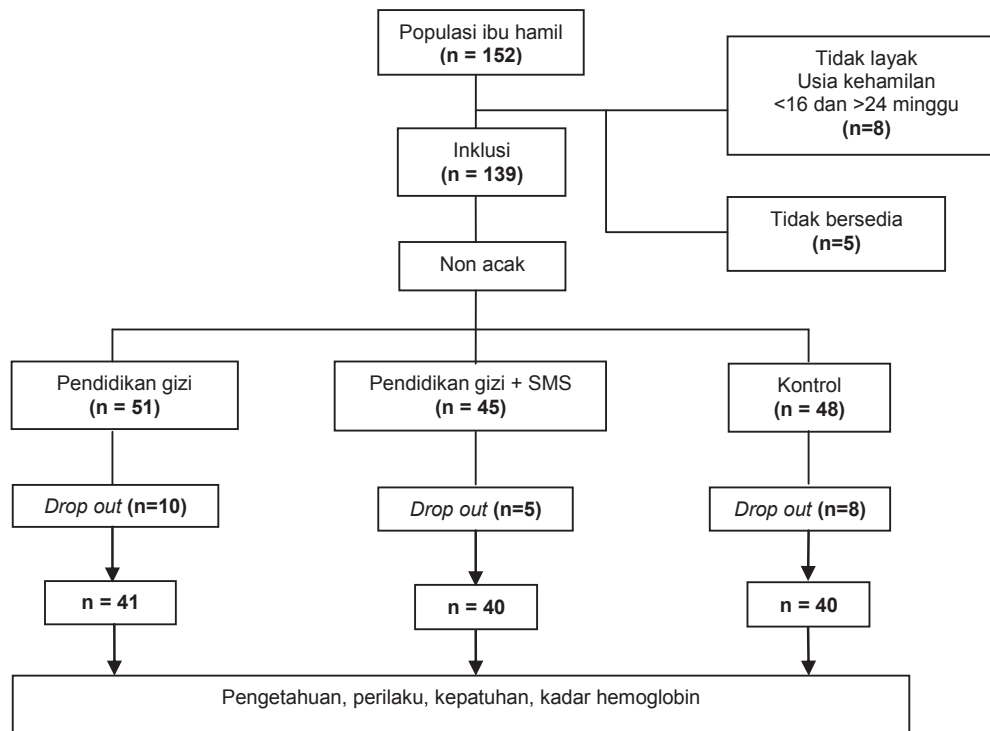 Populasi ibu hamil
(n = 152)
Tidak layak
Usia kehamilan
<16 dan >24 minggu
(n=8)
Inklusi
(n = 139)
Tidak bersedia
(n=5)
Non acak
Pendidikan gizi
(n = 51)
Pendidikan gizi + SMS
(n = 45)
Kontrol
(n = 48)
Drop out (n=10)
Drop out (n=5)
Drop out (n=8)
n = 41
n = 40
n = 40
Pengetahuan, perilaku, kepatuhan, kadar hemoglobin